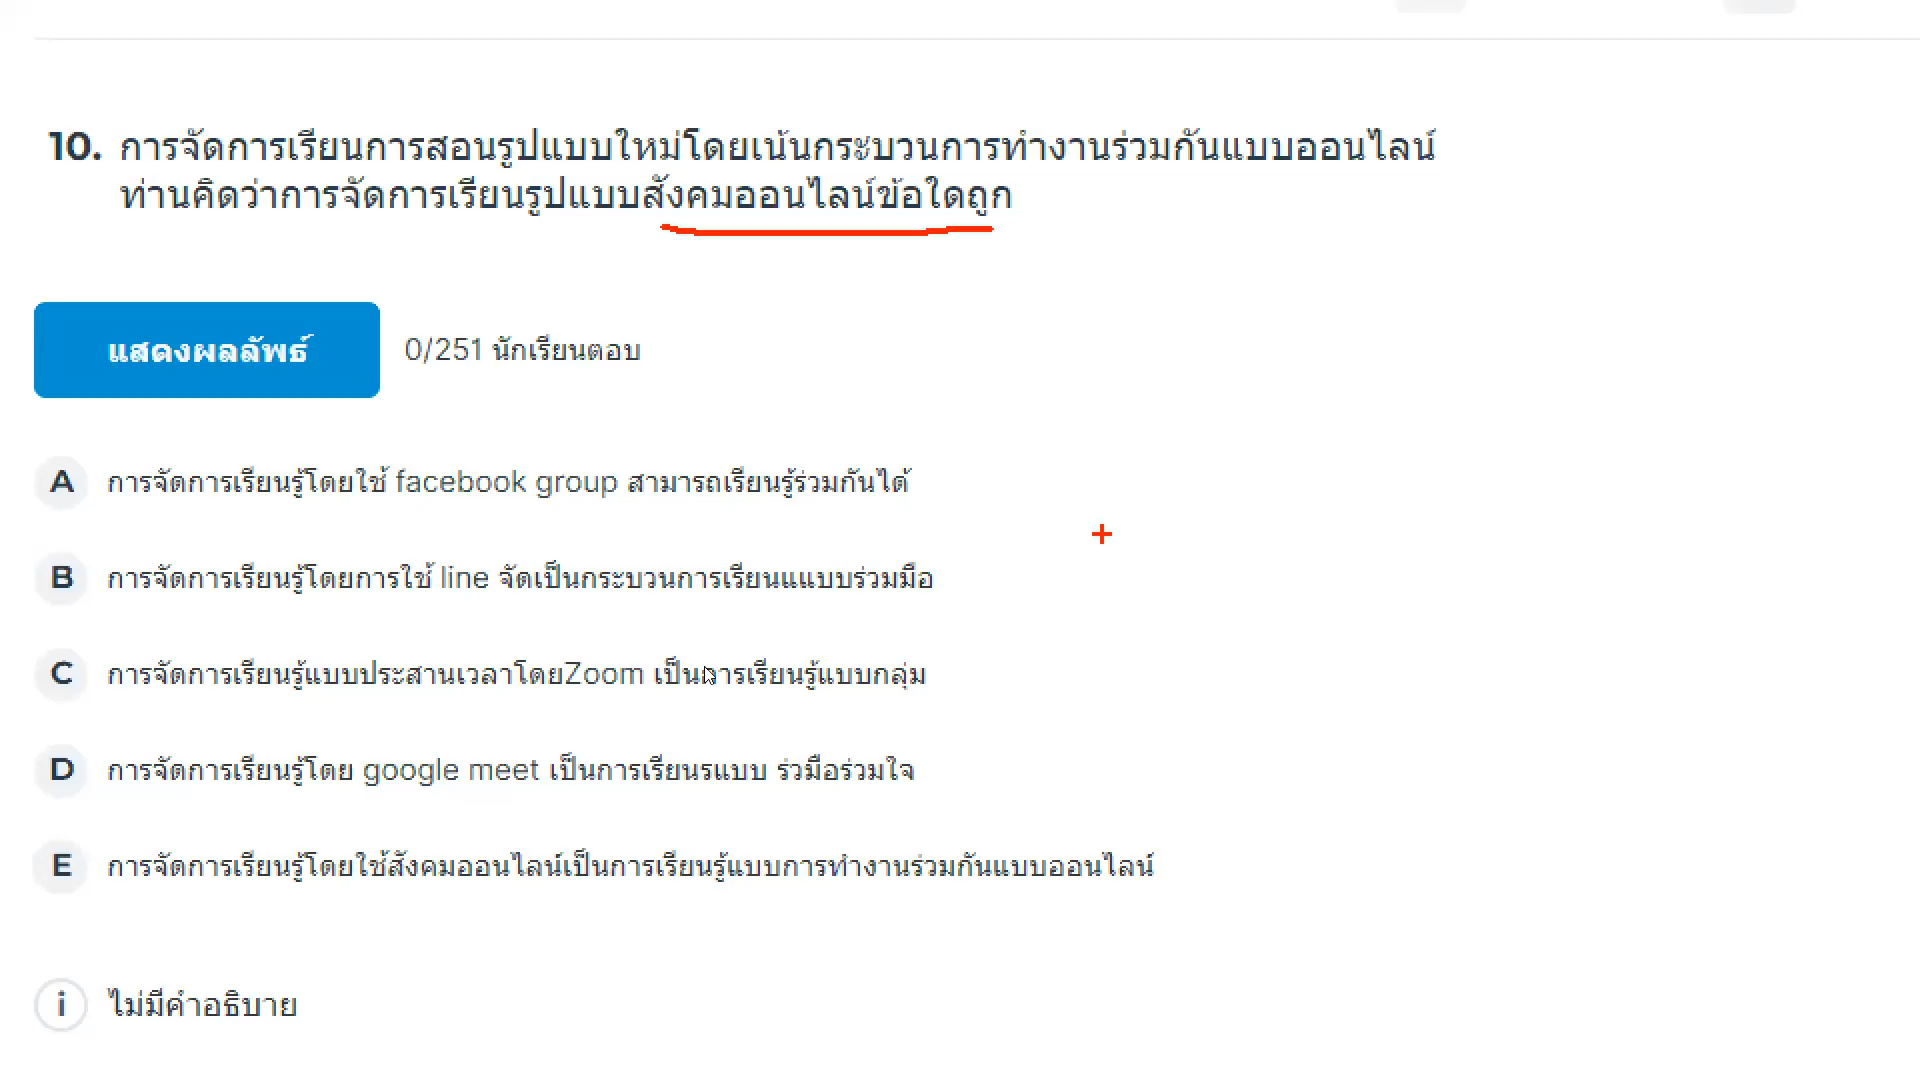 10. การจัดการเรียนการสอนรูปแบบใหม่โดยเน้นกระบวนการทำงานร่วมกันแบบออนไลน์
ท่านคิดว่าการจัดการเรียนรูปแบบสังคมออนไลน์ข้อใดถูก
แสดงผลลัพธ์ 0/251 นักเรียนตอบ
A การจัดการเรียนรู้โดยใช้ facebook group สามารถเรียนรู้ร่วมกันได้
B การจัดการเรียนรู้โดยการใช้ line จัดเป็นกระบวนการเรียนแแบบร่วมมือ
C การจัดการเรียนรู้แบบประสานเวลาโดยZoom เป็นการเรียนรู้แบบกลุ่ม
D การจัดการเรียนรู้โดย google meet เป็นการเรียนรแบบ ร่วมือร่วมใจ
E การจัดการเรียนรู้โดยใช้สังคมออนไลน์เป็นการเรียนรู้แบบการทำงานร่วมกันแบบออนไลน์
i ไม่มีคำอธิบาย